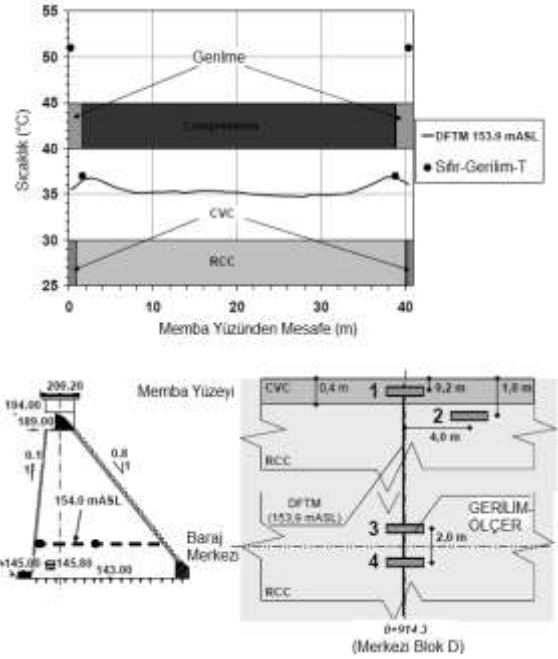 55
50
45
40
35
30
25
Sıcaklık (°C)
Gerilme
Compression
CVC
RCC
0 10 20 30 40
Memba Yüzünden Mesafe (m)
DFTM 153.9 mASL
Sıfır-Gerilim-T
200.20
194.00
189.00
0.1
1
0.8
1
154.0 mASL
145.00
145.80
143.00
Memba Yüzeyi
Baraj
Merkezi
CVC
0,4 m
1
0,2 m
1,0 m
2
4,0 m
RCC
DFTM
(153,9 mASL)
GERİLİM-
ÖLÇER
3
2,0 m
4
RCC
0+914.3
(Merkezi Blok D)